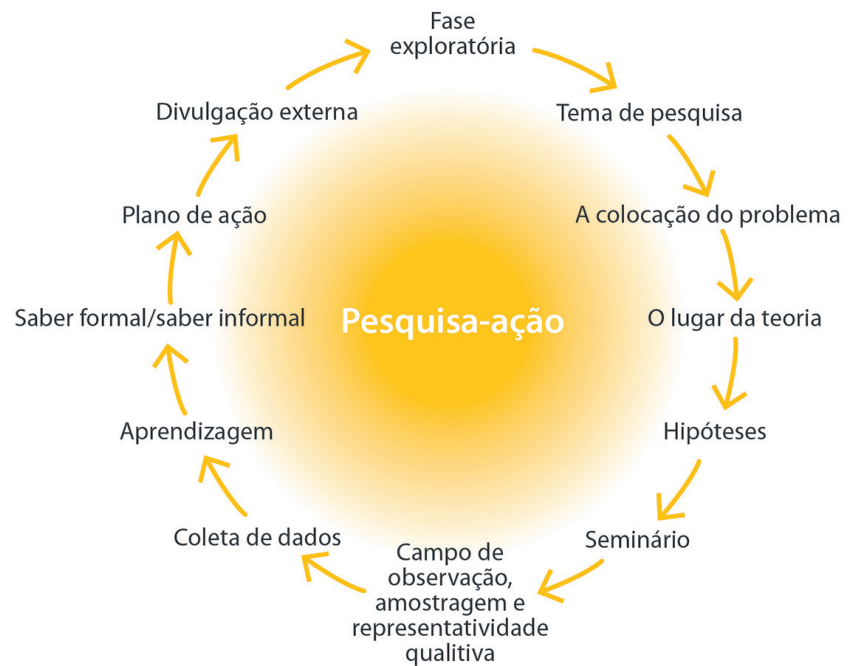 Fase
exploratória
Tema de pesquisa
A colocação do problema
O lugar da teoria
Hipóteses
Seminário
Campo de
observação,
amostragem e
representatividade
qualitiva
Coleta de dados
Aprendizagem
Saber formal/saber informal
Plano de ação
Divulgação externa
Pesquisa-ação